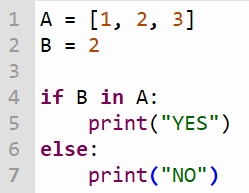 1 A = [1, 2, 3]
2 B = 2
3
4 if B in A:
5     print("YES")
6 else:
7     print("NO")